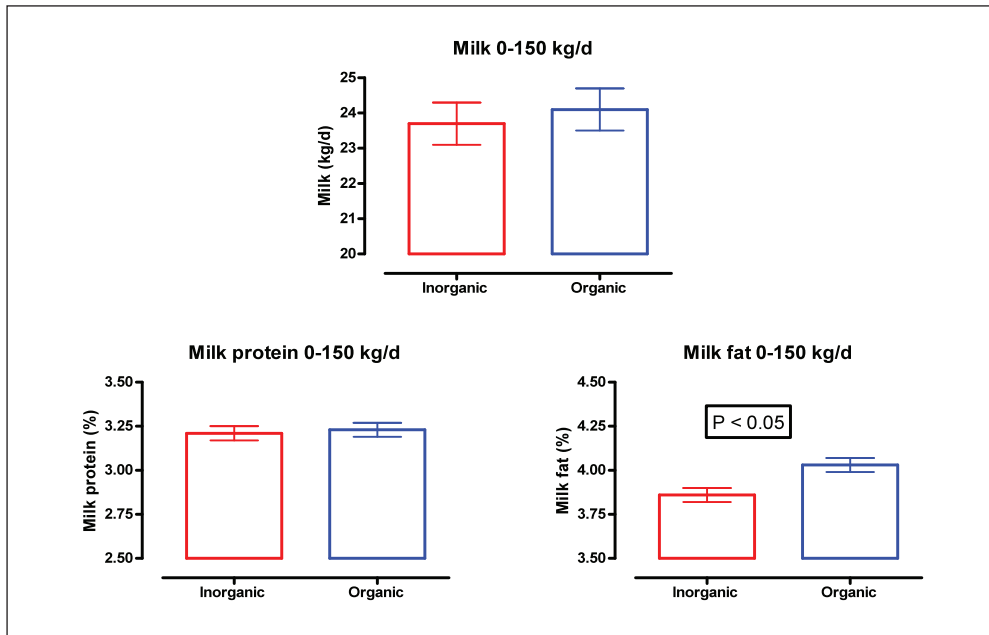 Milk 0-150 kg/d
Milk (kg/d)
25
24
23
22
21
20
Inorganic
Organic
Milk protein 0-150 kg/d
Milk protein (%)
3.50
3.25
3.00
2.75
2.50
Inorganic
Organic
Milk fat 0-150 kg/d
Milk fat (%)
4.50
4.25
4.00
3.75
3.50
P < 0.05
Inorganic
Organic